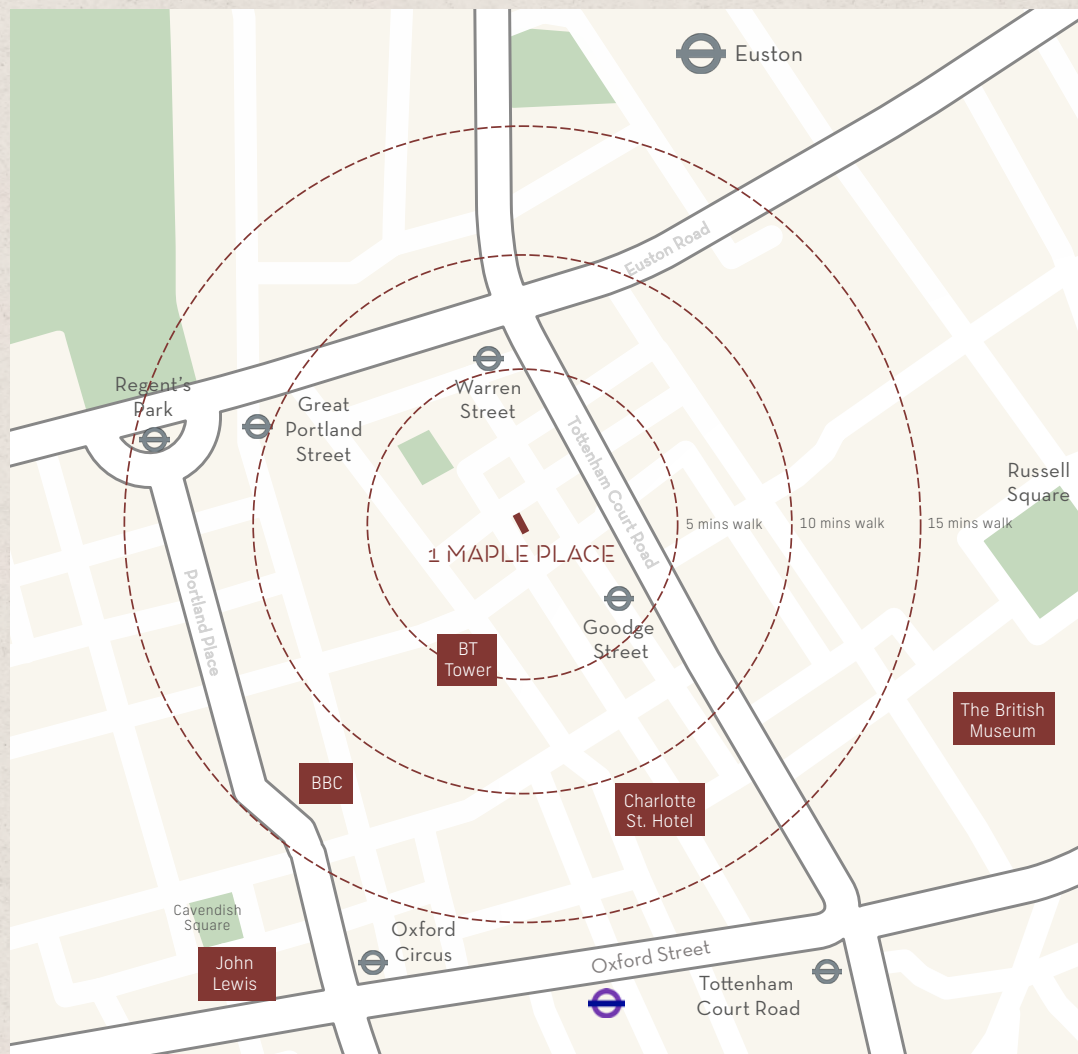 Euston
Euston Road
Regent's
Park
Great
Portland
Street
Warren
Street
Tottenham Court Road
Russell
Square
5 mins walk
10 mins walk
15 mins walk
1 MAPLE PLACE
Portland Place
Goodge
Street
BT
Tower
The British
Museum
BBC
Charlotte
St. Hotel
Cavendish
Square
Oxford
Circus
John
Lewis
Oxford Street
Tottenham
Court Road